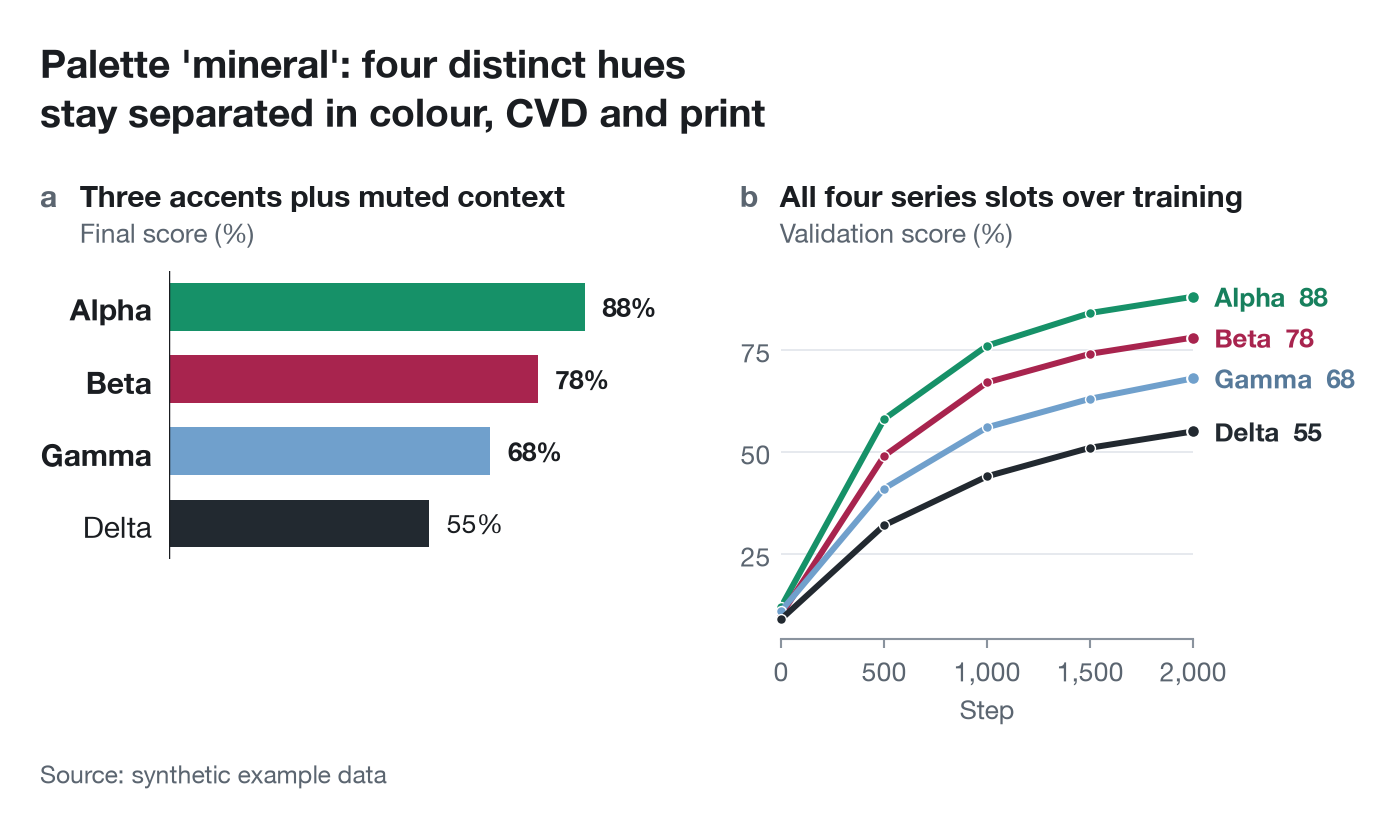 Palette 'mineral': four distinct hues
stay separated in colour, CVD and print
a Three accents plus muted context
Final score (%)
Alpha 88%
Beta 78%
Gamma 68%
Delta 55%
b All four series slots over training
Validation score (%)
Alpha 88
Beta 78
Gamma 68
Delta 55
75
50
25
0 500 1,000 1,500 2,000
Step
Source: synthetic example data